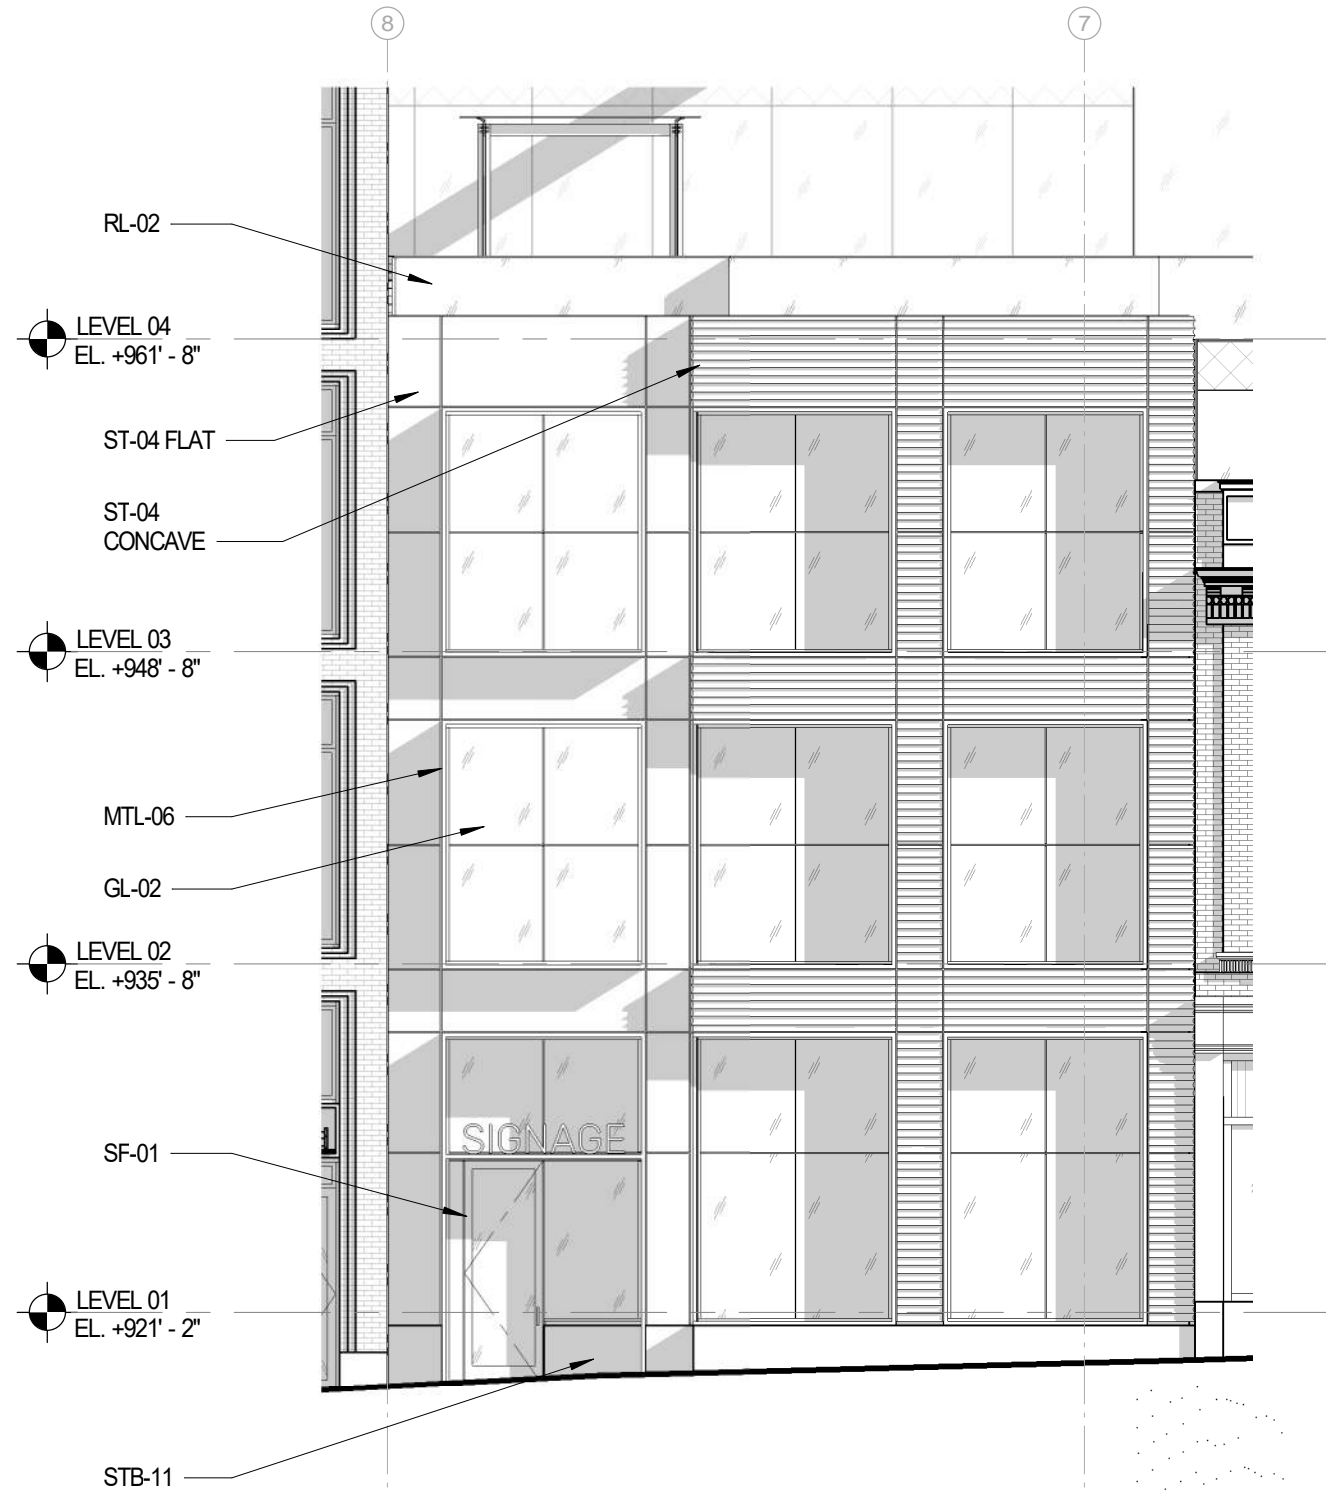 8
7
RL-02
LEVEL 04
EL. +961' - 8"
ST-04 FLAT
ST-04
CONCAVE
LEVEL 03
EL. +948' - 8"
MTL-06
GL-02
LEVEL 02
EL. +935' - 8"
SIGNAGE
SF-01
LEVEL 01
EL. +921' - 2"
STB-11